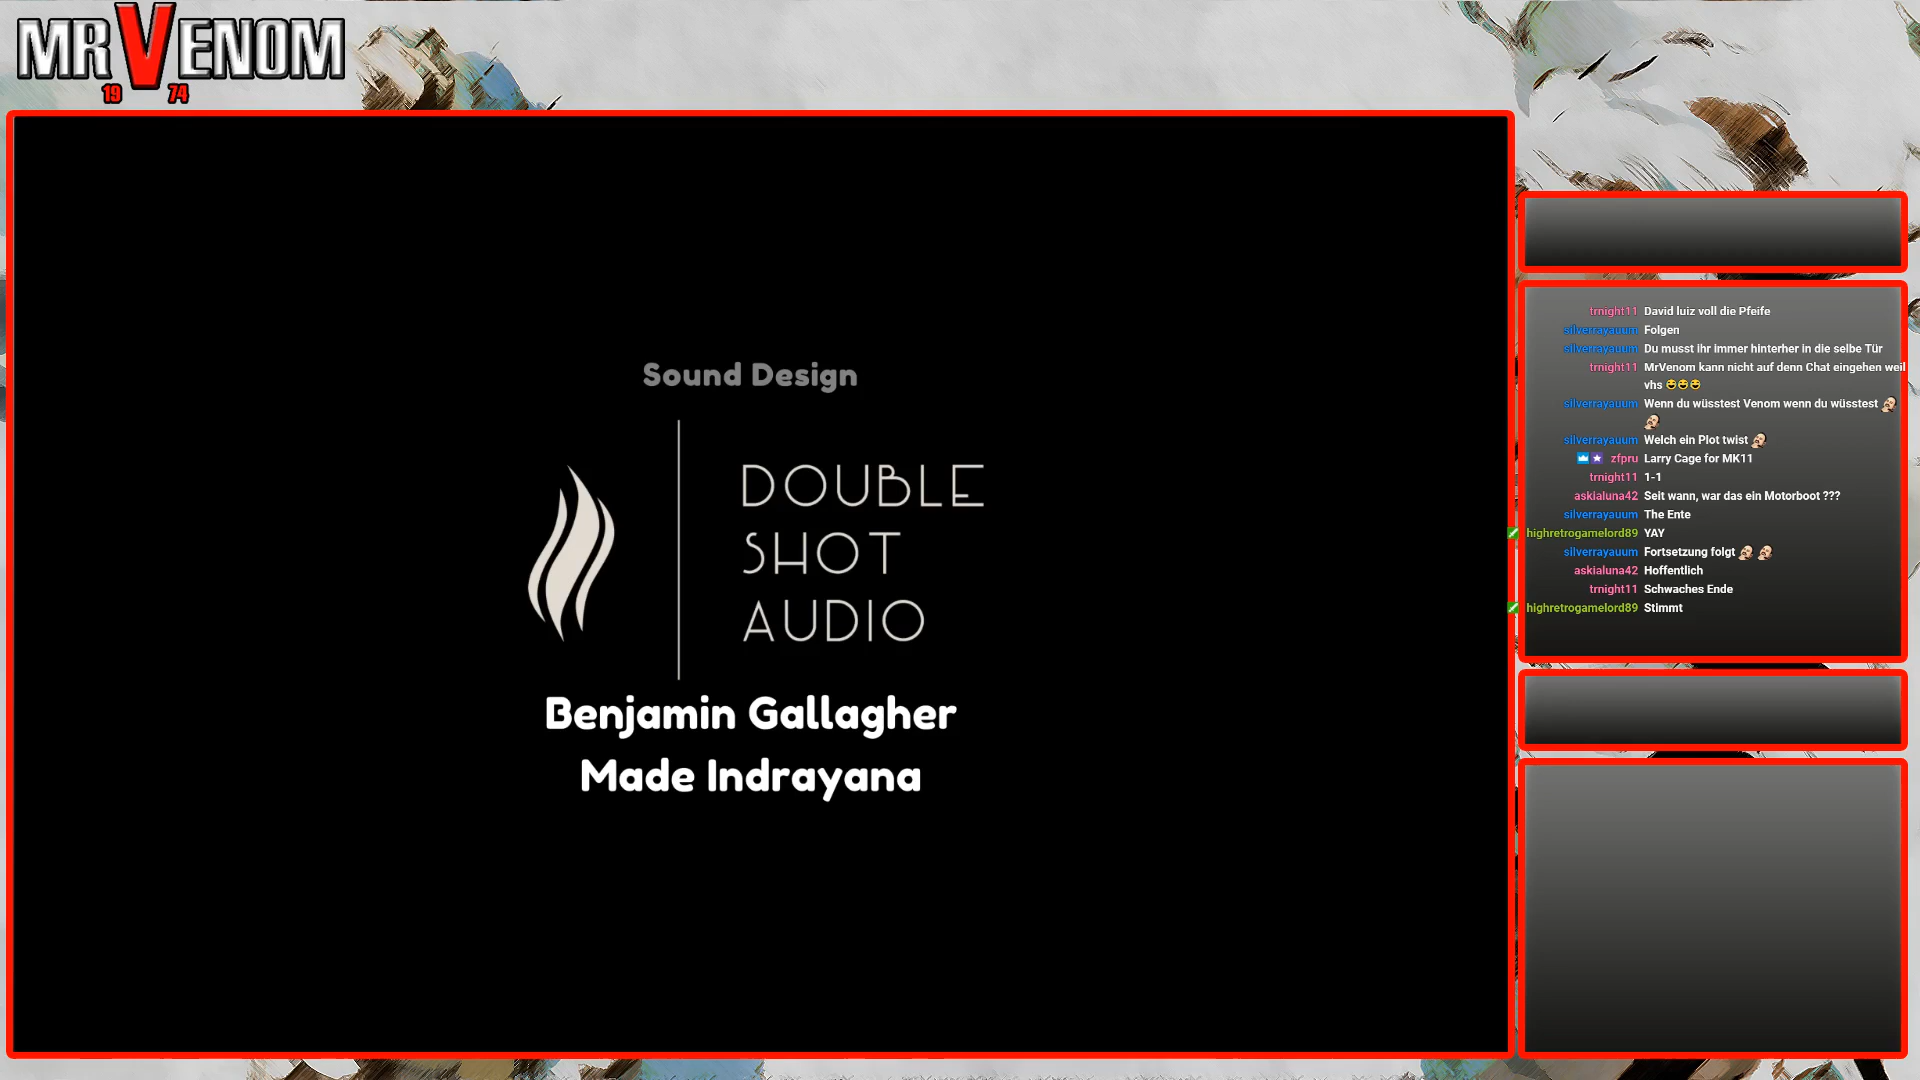 MRVENOM
19 74
Sound Design
DOUBLE
SHOT
AUDIO
Benjamin Gallagher
Made Indrayana
trnight11 David luiz voll die Pfeife
silverrayauum Folgen
silverrayauum Du musst ihr immer hinterher in die selbe Tür
trnight11 MrVenom kann nicht auf denn Chat eingehen weil
vhs 😂😂😂
silverrayauum Wenn du wüsstest Venom wenn du wüsstest
silverrayauum Welch ein Plot twist
zfpru Larry Cage for MK11
trnight11 1-1
askialuna42 Seit wann, war das ein Motorboot ???
silverrayauum The Ente
highretrogamelord89 YAY
silverrayauum Fortsetzung folgt
askialuna42 Hoffentlich
trnight11 Schwaches Ende
highretrogamelord89 Stimmt